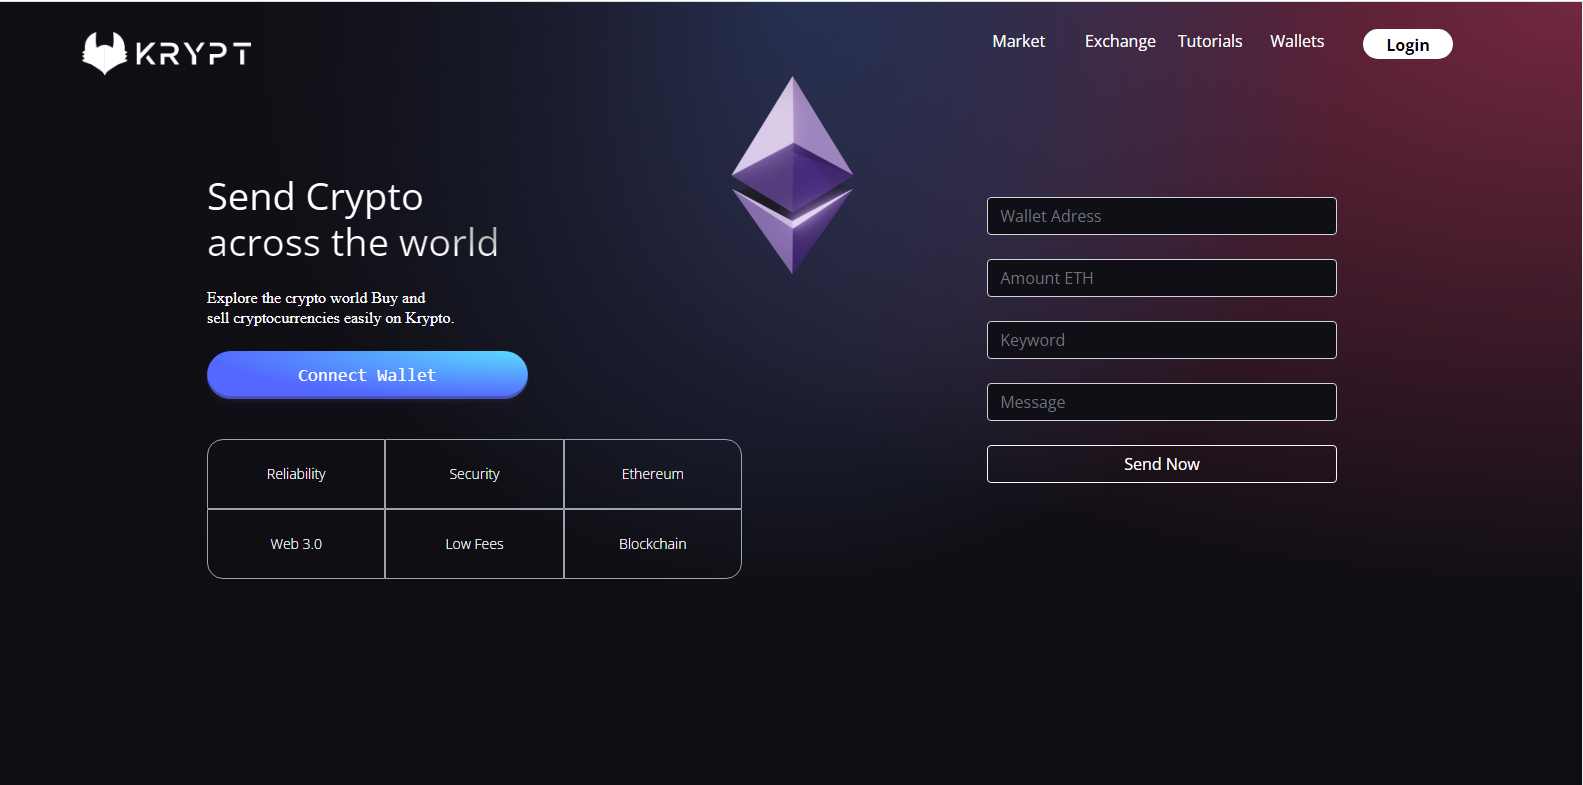 KRYPT
Market Exchange Tutorials Wallets Login
Send Crypto
across the world
Explore the crypto world Buy and
sell cryptocurrencies easily on Krypto.
Connect Wallet
Reliability Security Ethereum
Web 3.0 Low Fees Blockchain
Wallet Adress
Amount ETH
Keyword
Message
Send Now